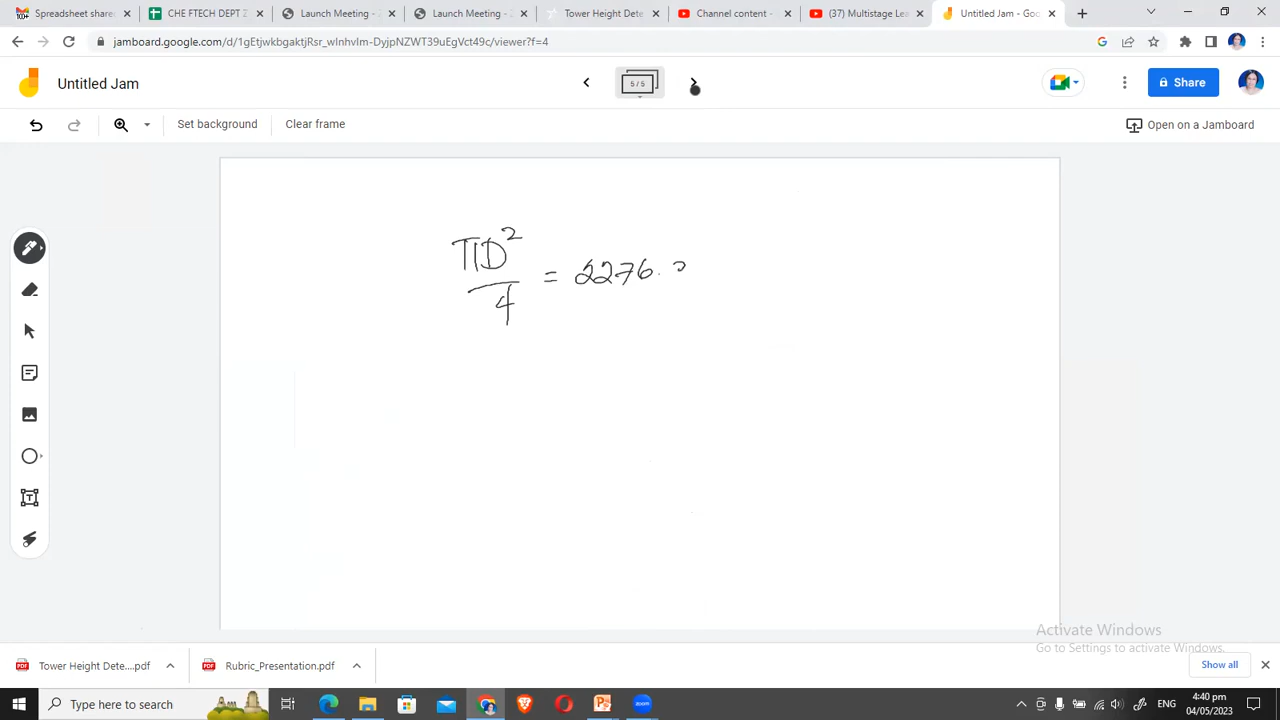 Spreadsheet share
CHE FTECH DEPT 2
Launch Meeting - Z
Launch Meeting - Z
Tower Height Dete
Channel content -
(37) Multistage Lea
Untitled Jam - Goo
jamboard.google.com/d/1gEtjwkbgaktjRsr_wInhvIm-DyjpNZWT39uEgVct49c/viewer?f=4
Untitled Jam
5 / 5
Share
Set background
Clear frame
Open on a Jamboard
πD²
/4 = 2276.
Activate Windows
Go to Settings to activate Windows.
Tower Height Dete....pdf
Rubric_Presentation.pdf
Show all
Type here to search
ENG
4:40 pm
04/05/2023